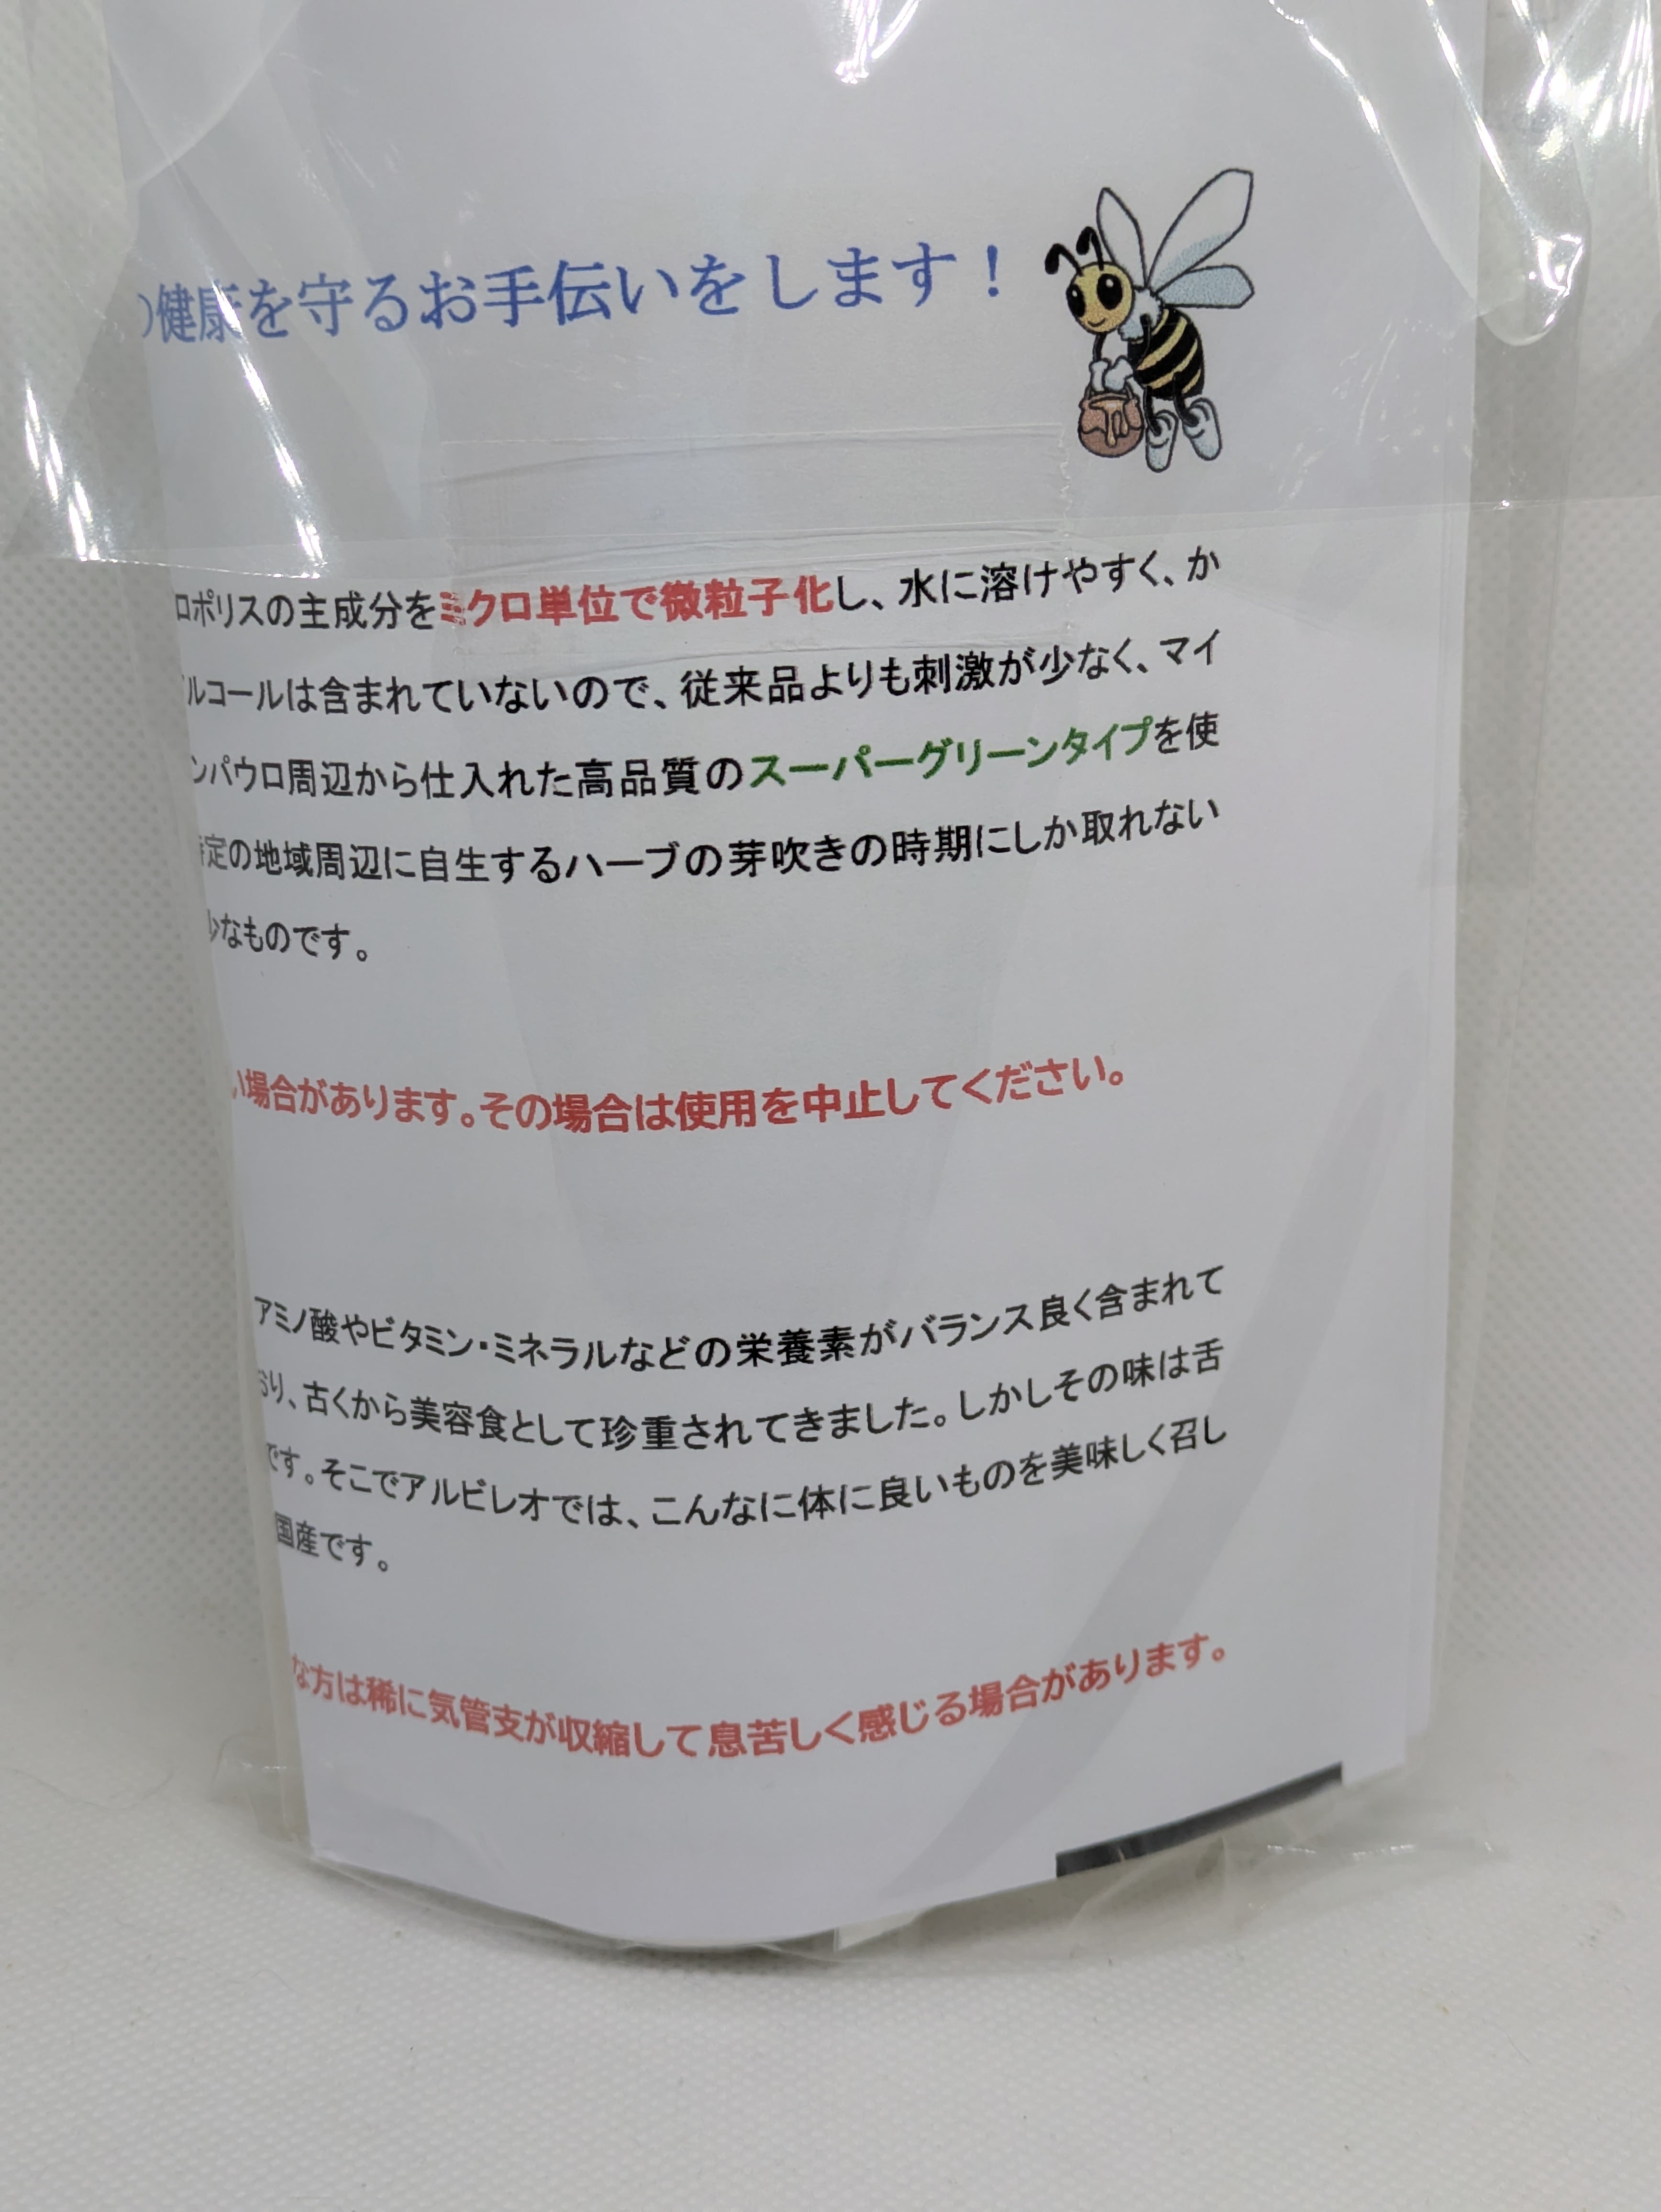 健康を守るお手伝いをします！
ロポリスの主成分をミクロ単位で微粒子化し、水に溶けやすく、か
ルコールは含まれていないので、従来品よりも刺激が少なく、マイ
ンパウロ周辺から仕入れた高品質のスーパーグリーンタイプを使
定の地域周辺に自生するハーブの芽吹きの時期にしか取れない
なものです。
い場合があります。その場合は使用を中止してください。
アミノ酸やビタミン・ミネラルなどの栄養素がバランス良く含まれて
おり、古くから美容食として珍重されてきました。しかしその味は舌
です。そこでアルビレオでは、こんなに体に良いものを美味しく召し
国産です。
な方は稀に気管支が収縮して息苦しく感じる場合があります。